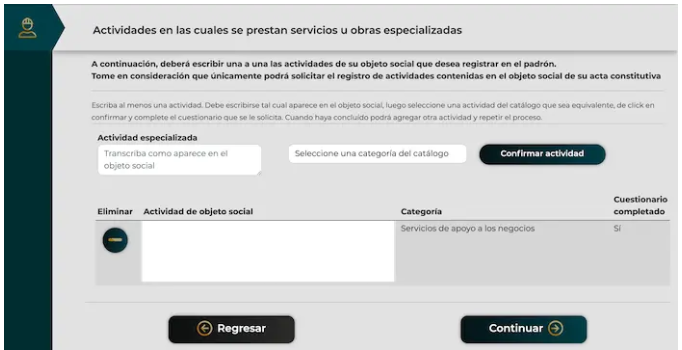 Actividades en las cuales se prestan servicios u obras especializadas
A continuación, deberá escribir una a una las actividades de su objeto social que desea registrar en el padrón.
Tome en consideración que únicamente podrá solicitar el registro de actividades contenidas en el objeto social de su acta constitutiva
Escriba al menos una actividad. Debe escribirse tal cual aparece en el objeto social, luego seleccione una actividad del catálogo que sea equivalente, de click en
confirmar y complete el cuestionario que se le solicita. Cuando haya concluido podrá agregar otra actividad y repetir el proceso.
Actividad especializada
Transcriba como aparece en el
objeto social
Seleccione una categoría del catálogo
Confirmar actividad
Eliminar
Actividad de objeto social
Categoría
Cuestionario
completado
Servicios de apoyo a los negocios
Sí
Regresar
Continuar